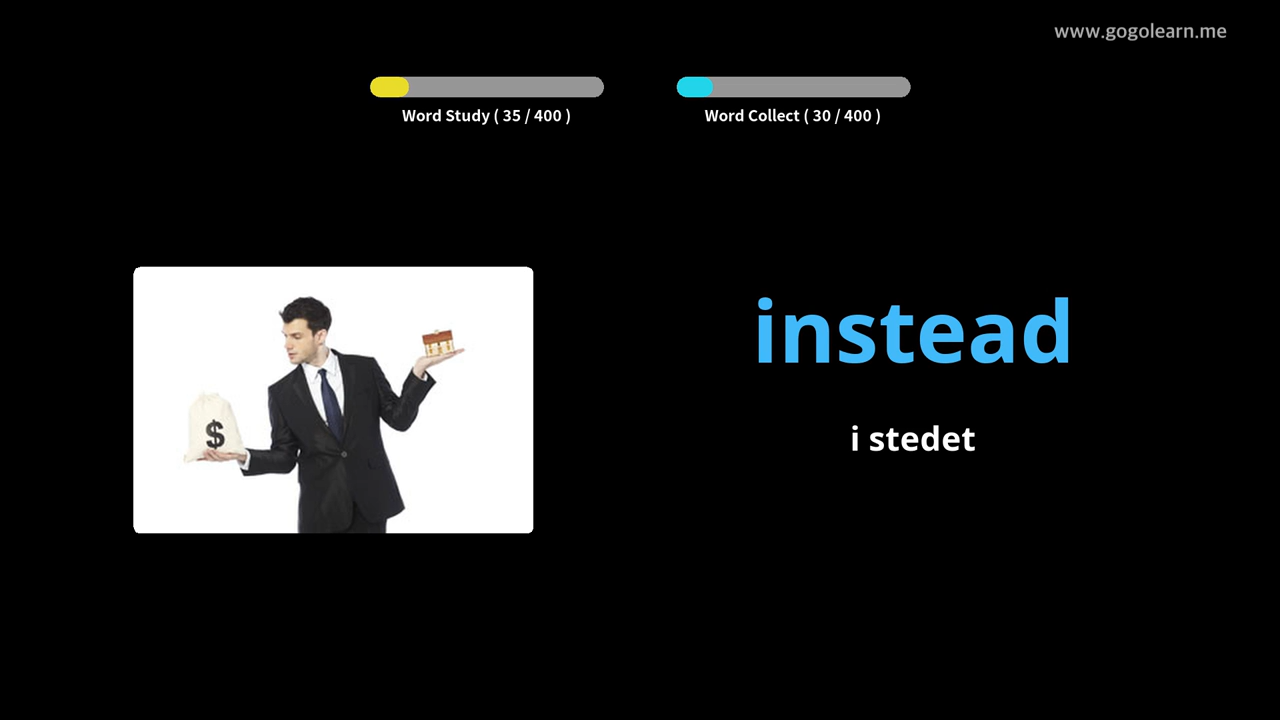 www.gogolearn.me
Word Study ( 35 / 400 )
Word Collect ( 30 / 400 )
$
instead
i stedet